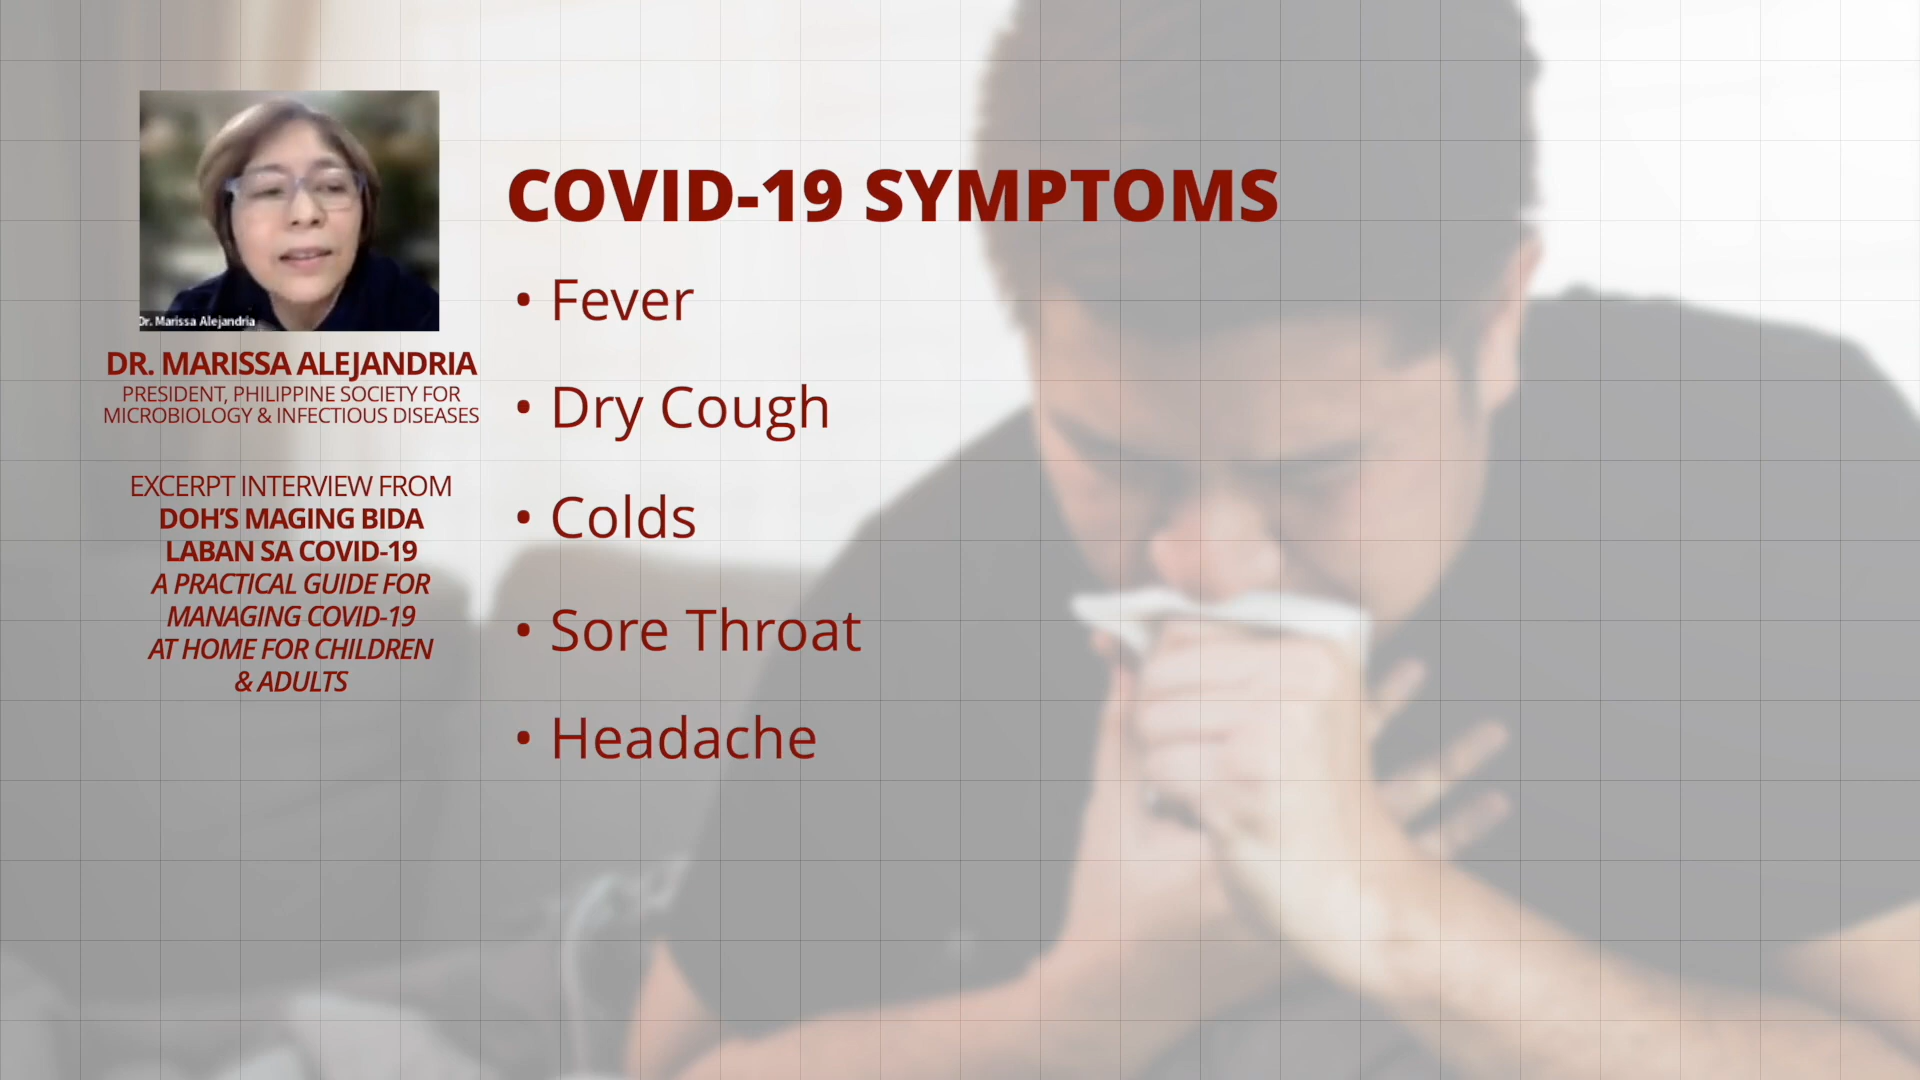 Dr. Marissa Alejandria
DR. MARISSA ALEJANDRIA
PRESIDENT, PHILIPPINE SOCIETY FOR
MICROBIOLOGY & INFECTIOUS DISEASES
EXCERPT INTERVIEW FROM
DOH'S MAGING BIDA
LABAN SA COVID-19
A PRACTICAL GUIDE FOR
MANAGING COVID-19
AT HOME FOR CHILDREN
& ADULTS
COVID-19 SYMPTOMS
• Fever
• Dry Cough
• Colds
• Sore Throat
• Headache